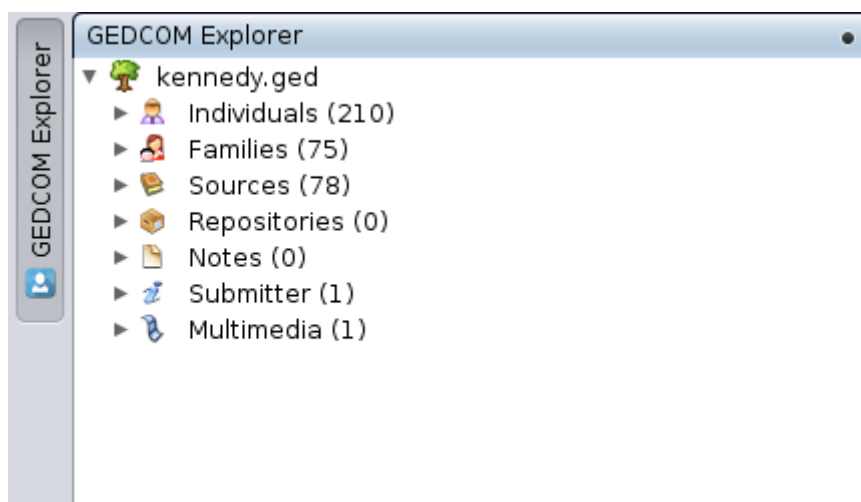 GEDCOM Explorer
GEDCOM Explorer
kennedy.ged
Individuals (210)
Families (75)
Sources (78)
Repositories (0)
Notes (0)
Submitter (1)
Multimedia (1)